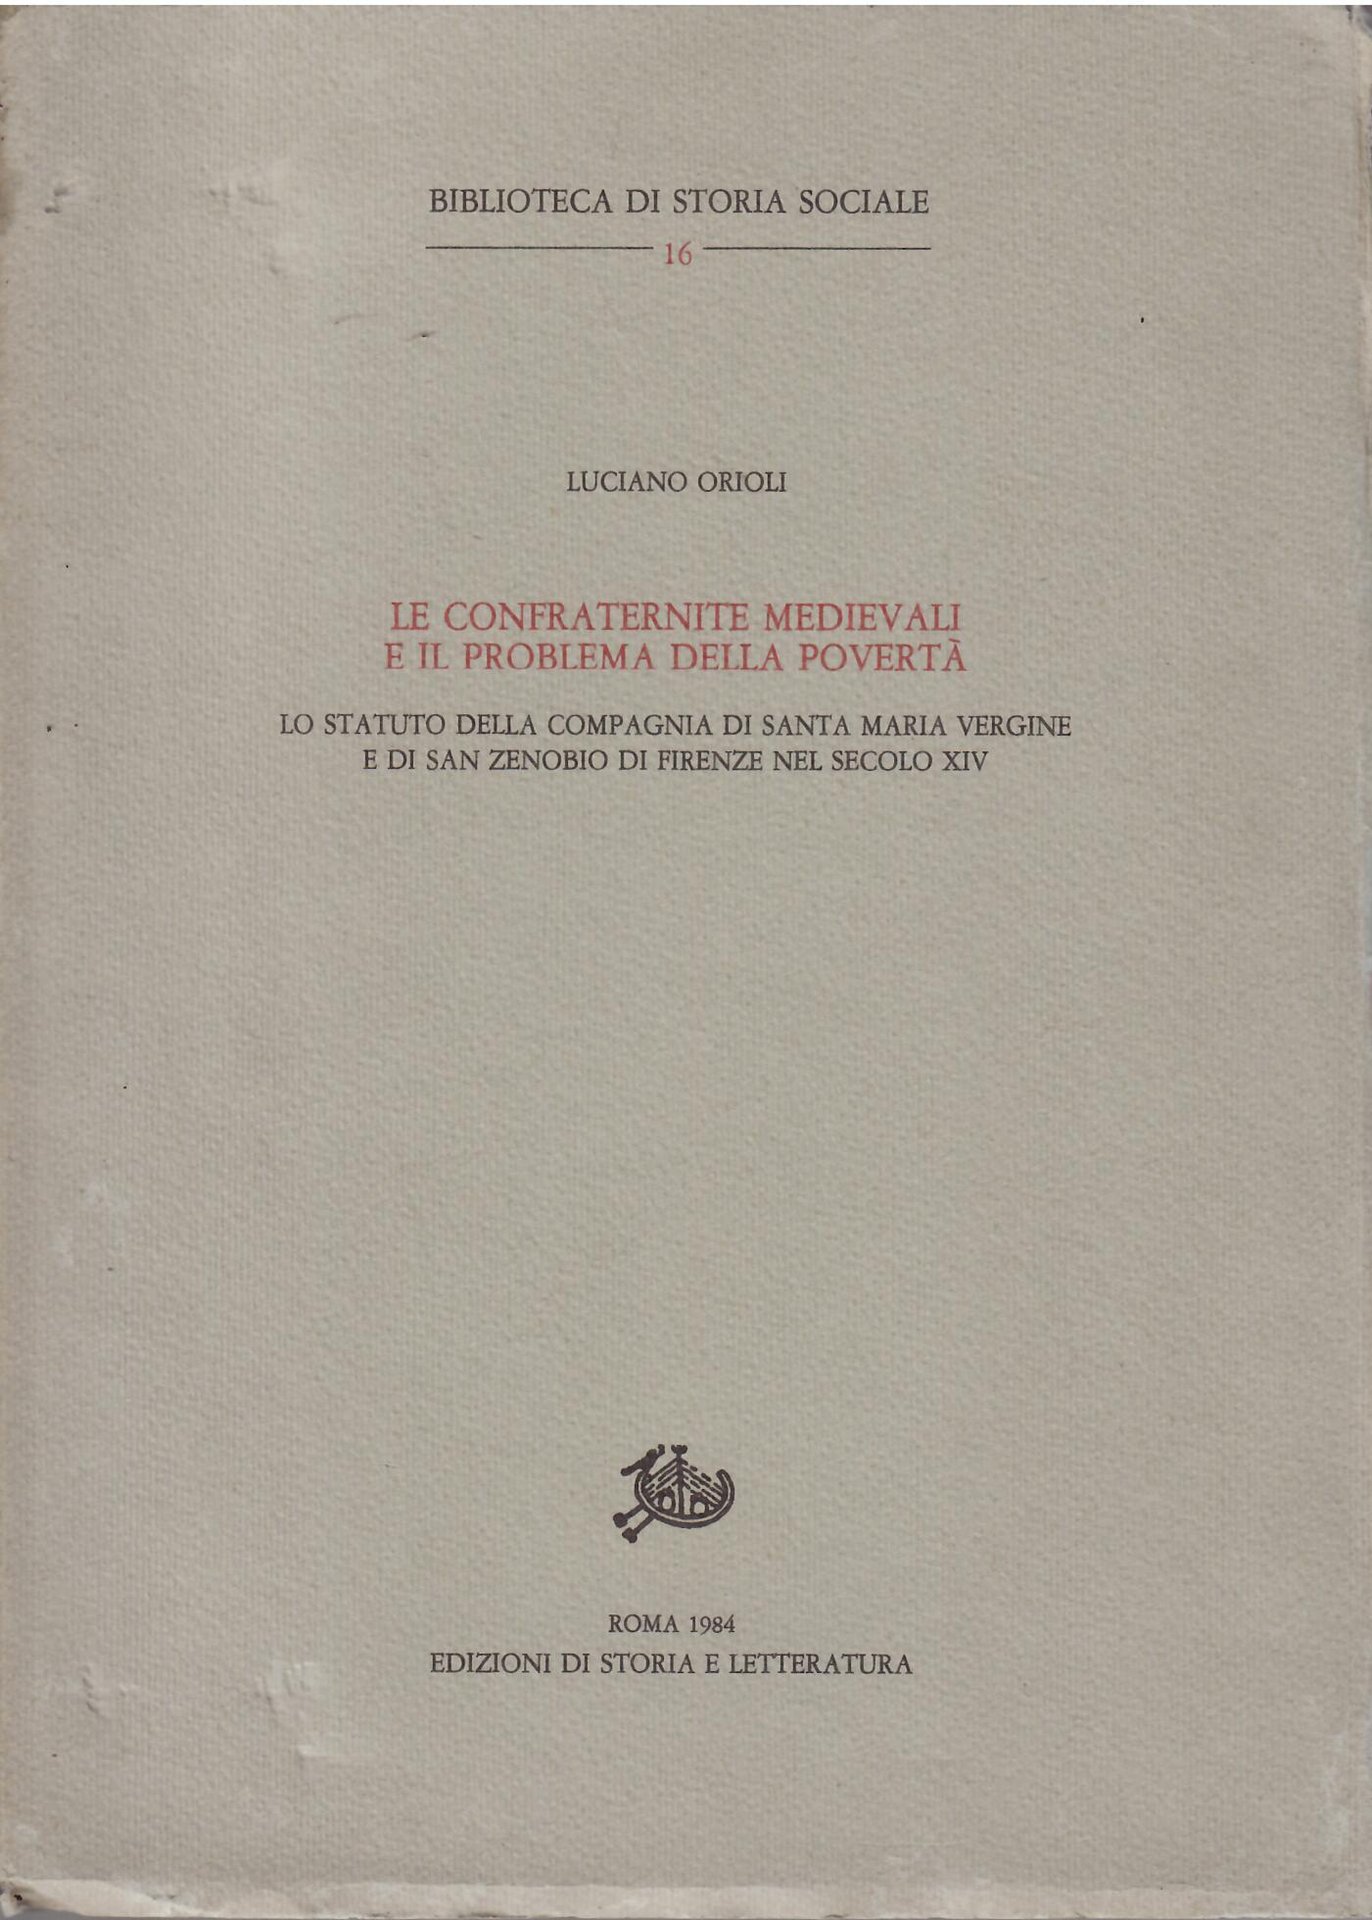 BIBLIOTECA DI STORIA SOCIALE
16
LUCIANO ORIOLI
LE CONFRATERNITE MEDIEVALI
E IL PROBLEMA DELLA POVERTÀ
LO STATUTO DELLA COMPAGNIA DI SANTA MARIA VERGINE
E DI SAN ZENOBIO DI FIRENZE NEL SECOLO XIV
ROMA 1984
EDIZIONI DI STORIA E LETTERATURA